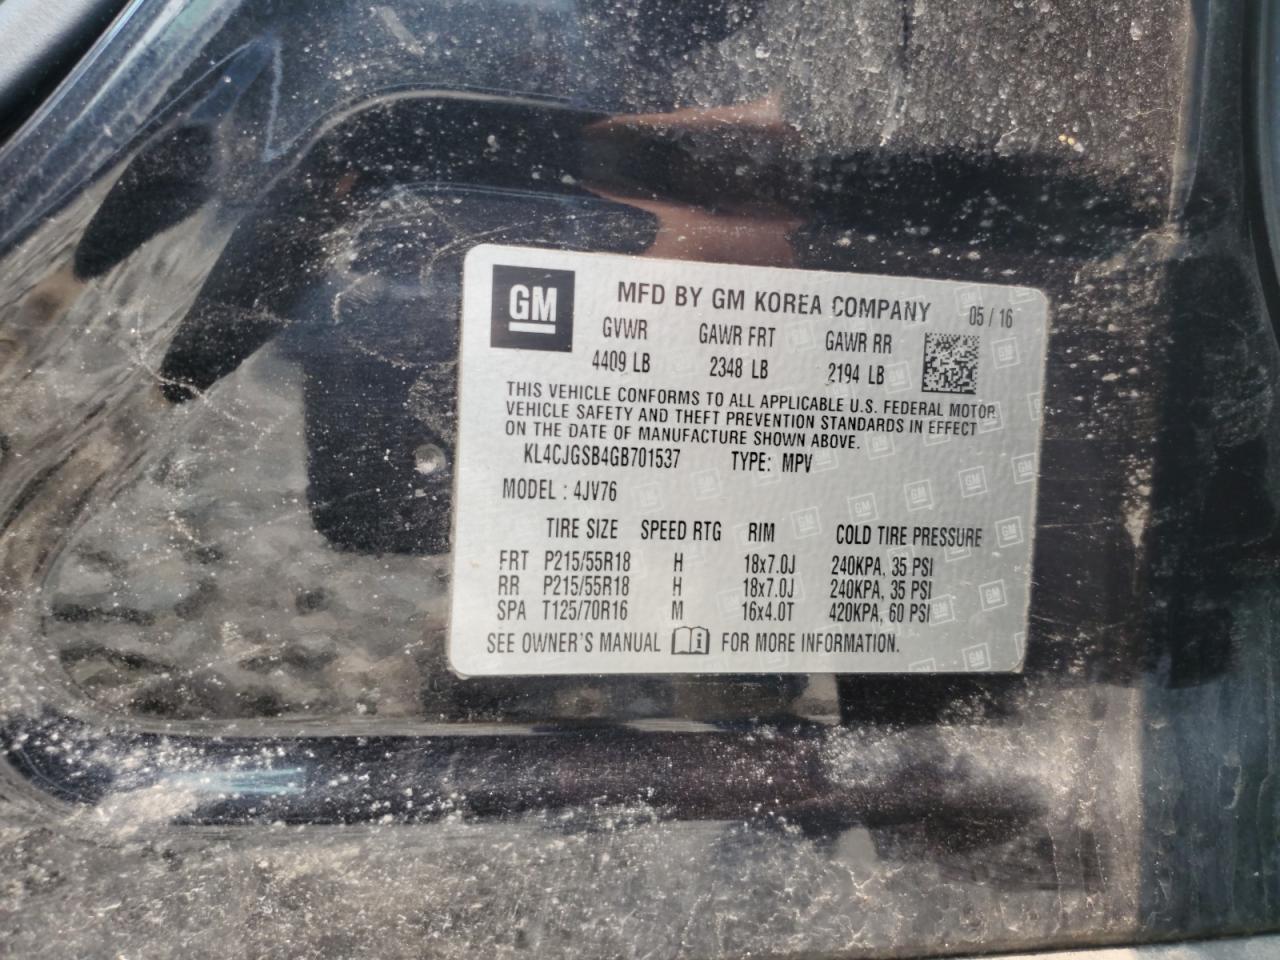 GM
MFD BY GM KOREA COMPANY 05 / 16
GVWR GAWR FRT GAWR RR
4409 LB 2348 LB 2194 LB
THIS VEHICLE CONFORMS TO ALL APPLICABLE U.S. FEDERAL MOTOR
VEHICLE SAFETY AND THEFT PREVENTION STANDARDS IN EFFECT
ON THE DATE OF MANUFACTURE SHOWN ABOVE.
KL4CJGSB4GB701537 TYPE: MPV
MODEL : 4JV76
TIRE SIZE SPEED RTG RIM COLD TIRE PRESSURE
FRT P215/55R18 H 18x7.0J 240KPA, 35 PSI
RR P215/55R18 H 18x7.0J 240KPA, 35 PSI
SPA T125/70R16 M 16x4.0T 420KPA, 60 PSI
SEE OWNER'S MANUAL i FOR MORE INFORMATION.